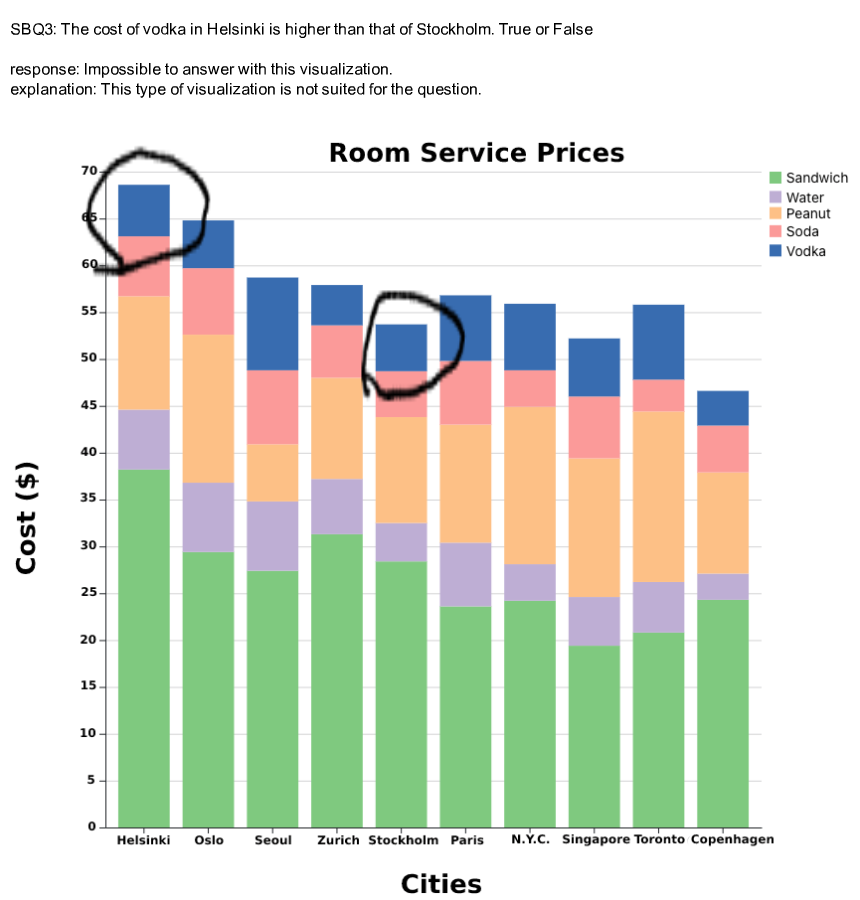 SBQ3: The cost of vodka in Helsinki is higher than that of Stockholm. True or False
response: Impossible to answer with this visualization.
explanation: This type of visualization is not suited for the question.
Room Service Prices
Sandwich
Water
Peanut
Soda
Vodka
70
65
60
55
50
45
40
35
30
25
20
15
10
5
0
Cost ($)
Helsinki Oslo Seoul Zurich Stockholm Paris N.Y.C. Singapore Toronto Copenhagen
Cities